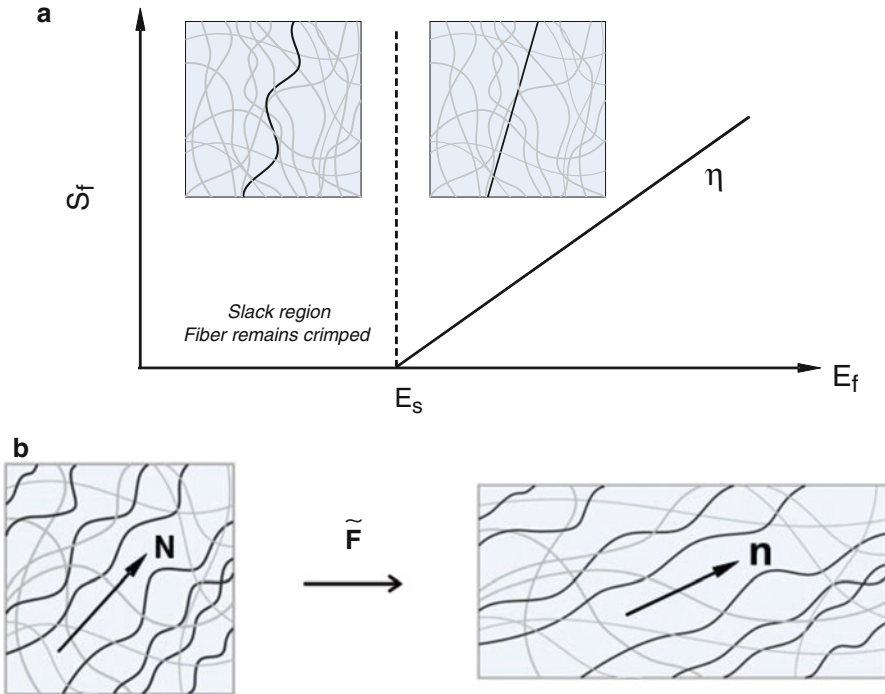 a
S_f
η
Slack region
Fiber remains crimped
E_s
E_f
b
N
F̃
n